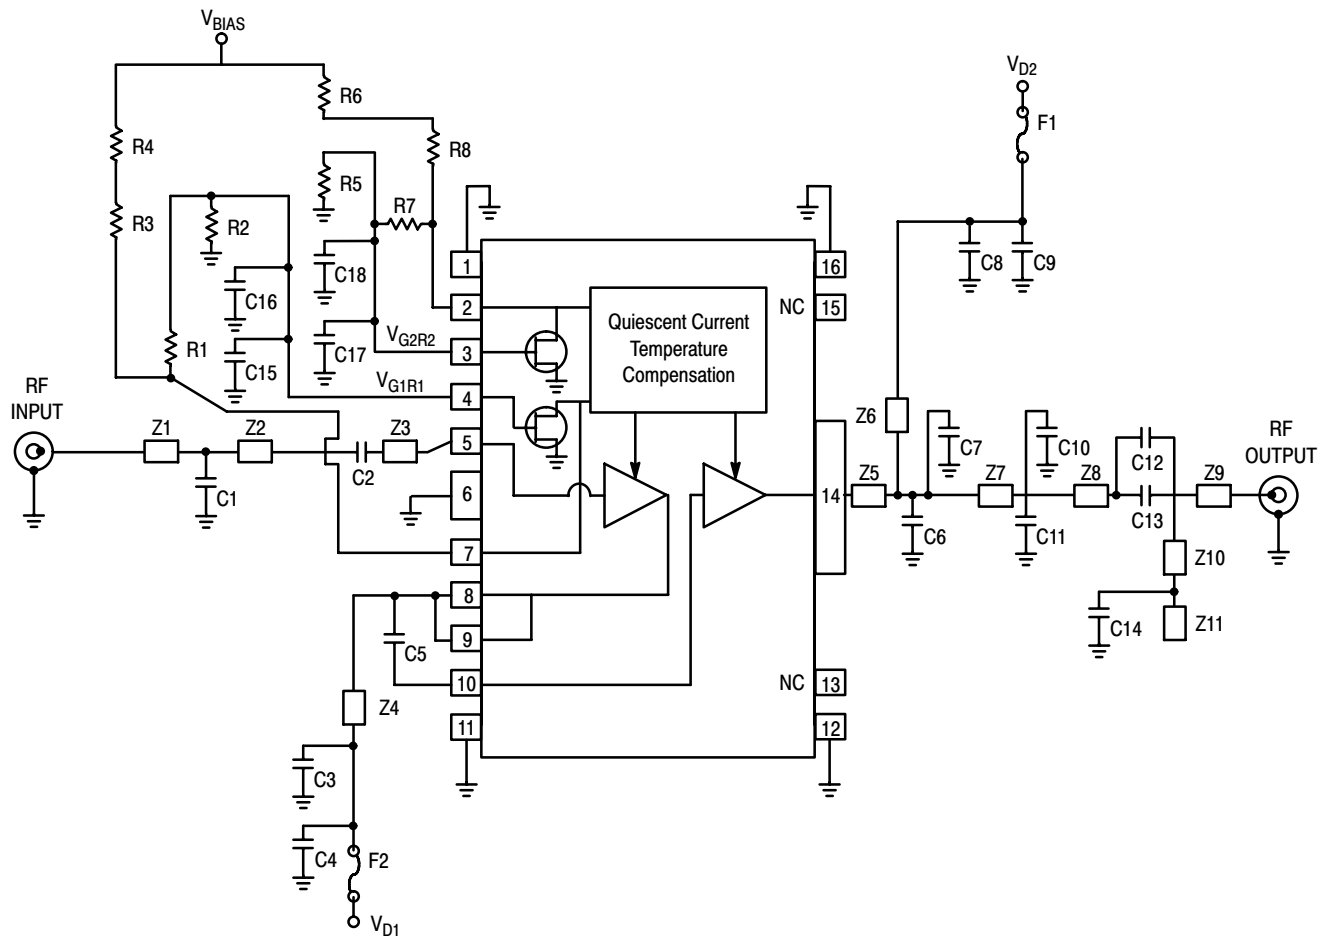 VBIAS
R6
VD2
F1
R4
R8
R5
R3
R2
R7
C18
C16
C8
C9
1
16
2
NC 15
R1
C17
VG2R2
3
Quiescent Current
Temperature
Compensation
C15
VG1R1
4
RF
INPUT
Z1
Z2
C2
Z3
5
Z6
C7
C10
C12
RF
OUTPUT
C1
6
14
Z5
Z7
Z8
C13
Z9
C6
C11
7
Z10
8
C14
Z11
C5
9
10
NC 13
Z4
11
12
C3
C4
F2
VD1